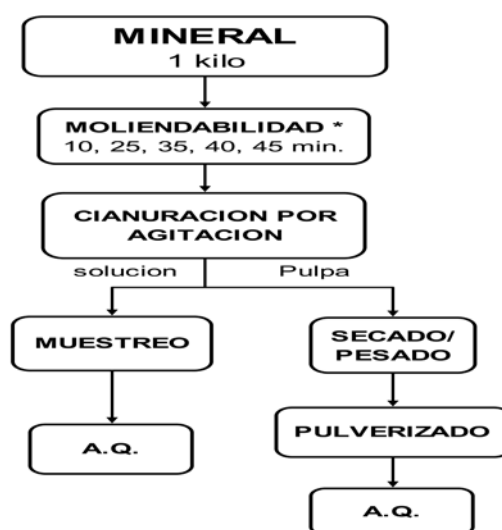 MINERAL
1 kilo
MOLIENDABILIDAD *
10, 25, 35, 40, 45 min.
CIANURACION POR
AGITACION
solucion
Pulpa
MUESTREO
SECADO/
PESADO
A.Q.
PULVERIZADO
A.Q.